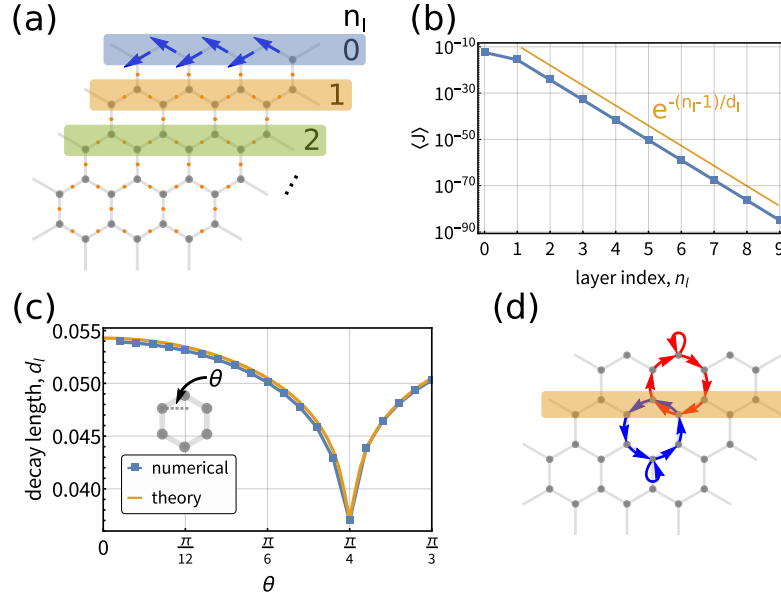 (a)
n_l
0
1
2
(b)
10^-10
10^-30
10^-50
10^-70
10^-90
⟨J⟩
e^-(n_l-1)/d_l
0 1 2 3 4 5 6 7 8 9
layer index, n_l
(c)
0.055
0.050
0.045
0.040
decay length, d_l
θ
numerical
theory
0 π/12 π/6 π/4 π/3
θ
(d)